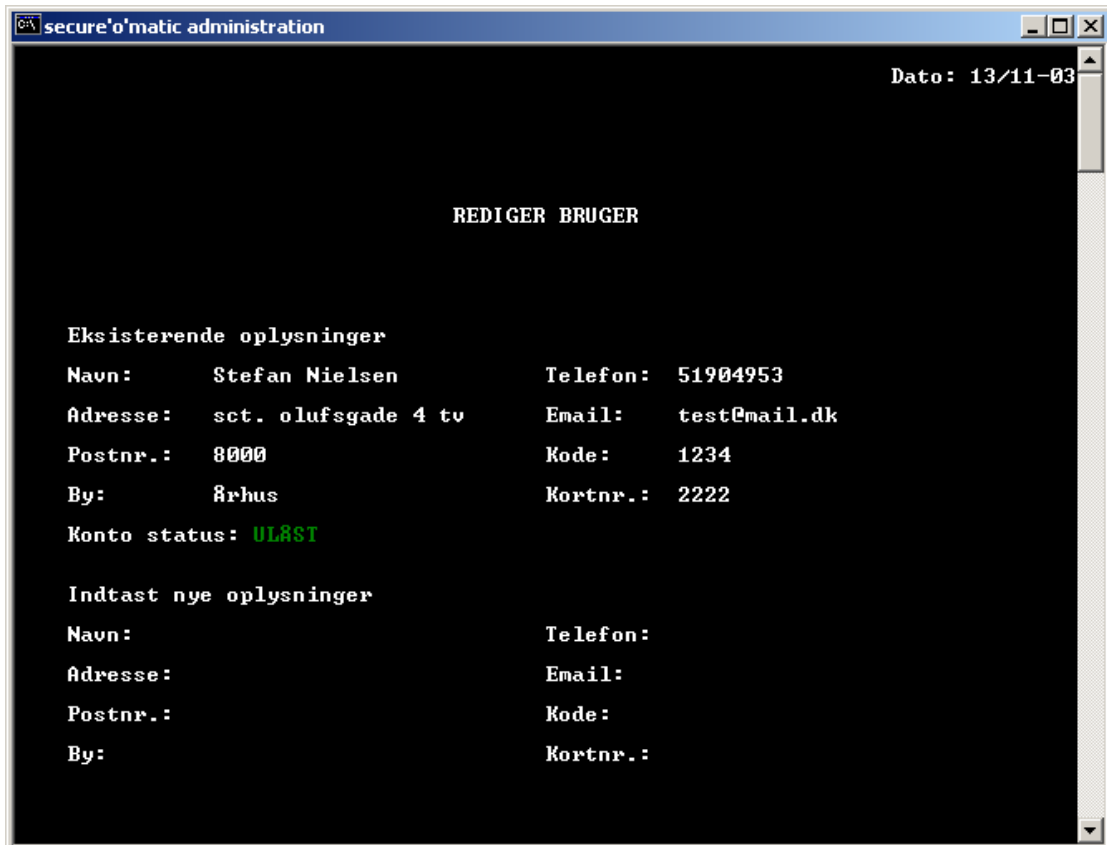 secure'o'matic administration
Dato: 13/11-03
REDIGER BRUGER
Eksisterende oplysninger
Navn: Stefan Nielsen Telefon: 51904953
Adresse: sct. olufsgade 4 tv Email: test@mail.dk
Postnr.: 8000 Kode: 1234
By: Århus Kortnr.: 2222
Konto status: ULÅST
Indtast nye oplysninger
Navn: Telefon:
Adresse: Email:
Postnr.: Kode:
By: Kortnr.: